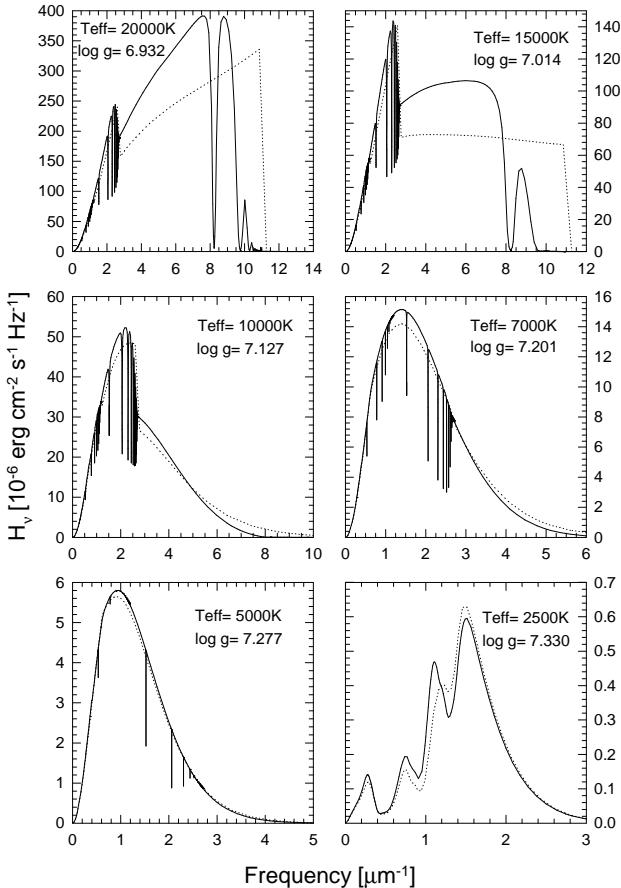 Teff= 20000K
log g= 6.932
400
350
300
250
200
150
100
50
0
0 2 4 6 8 10 12 14
Teff= 15000K
log g= 7.014
140
120
100
80
60
40
20
0
0 2 4 6 8 10 12 14
Hν [10⁻⁶ erg cm⁻² s⁻¹ Hz⁻¹]
Teff= 10000K
log g= 7.127
60
50
40
30
20
10
0
0 2 4 6 8 10
Teff= 7000K
log g= 7.201
16
14
12
10
8
6
4
2
0
0 1 2 3 4 5 6
Teff= 5000K
log g= 7.277
6
5
4
3
2
1
0
0 1 2 3 4 5
Teff= 2500K
log g= 7.330
0.7
0.6
0.5
0.4
0.3
0.2
0.1
0.0
0 1 2 3
Frequency [μm⁻¹]